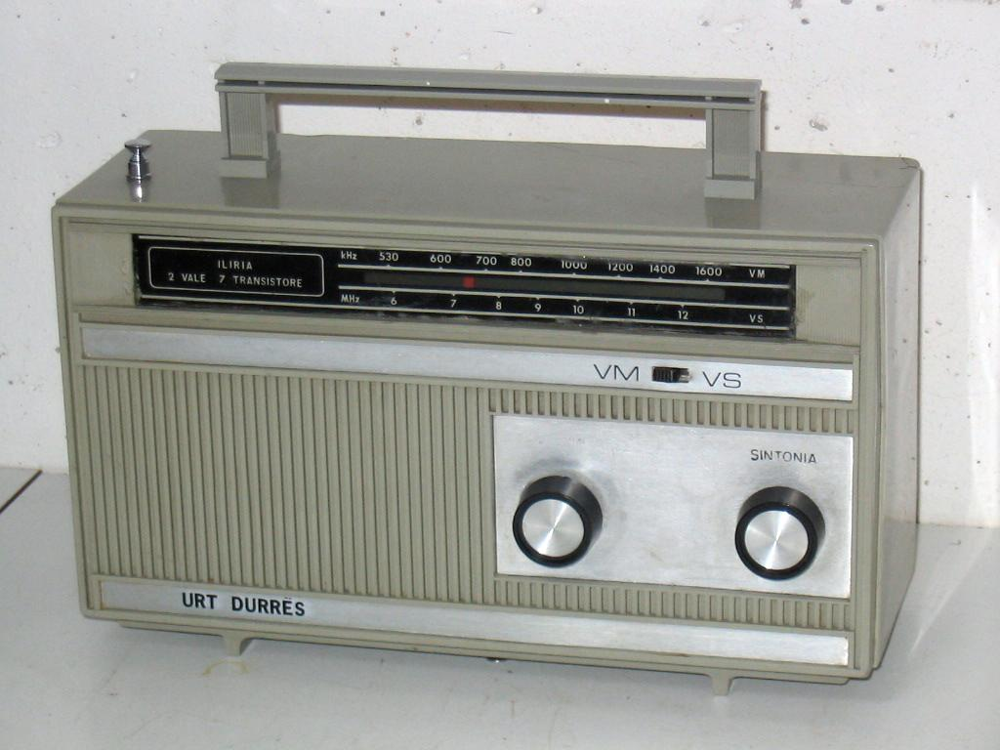 ILIRIA
2 VALE 7 TRANSISTORE
kHz 530 600 700 800 1000 1200 1400 1600 VM
MHz 6 7 8 9 10 11 12 VS
VM VS
SINTONIA
URT DURRËS